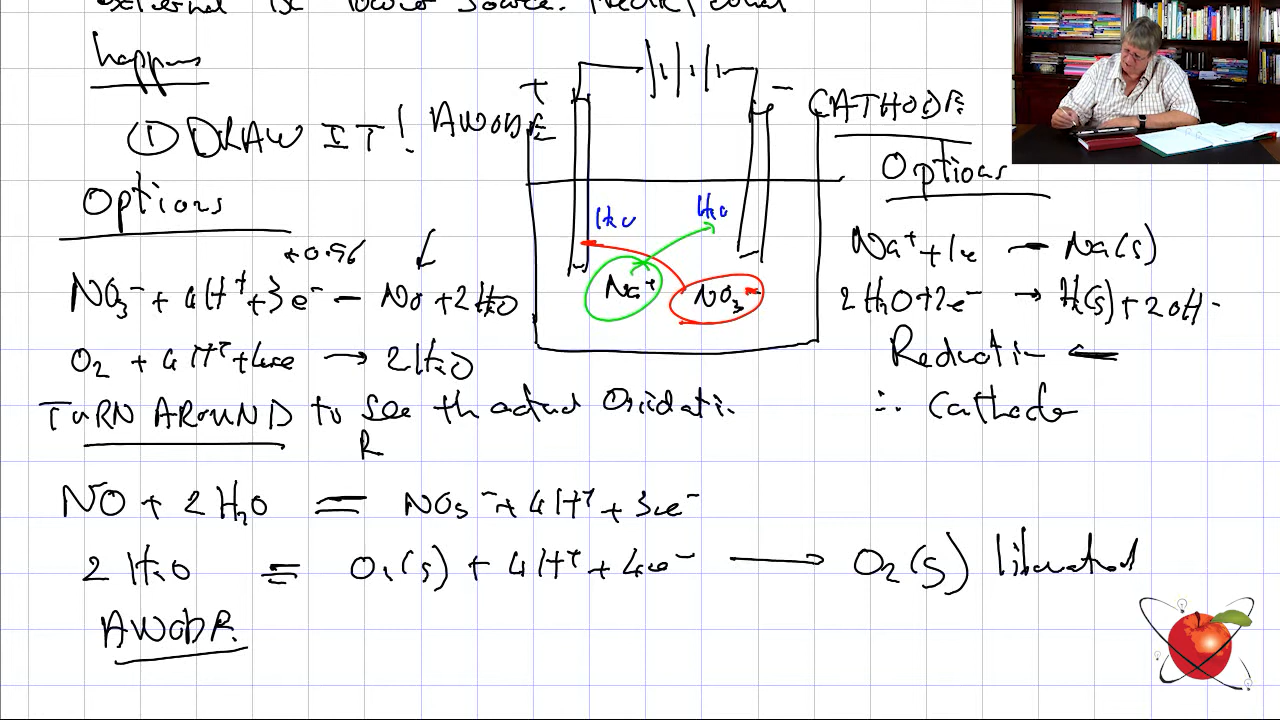 happens
① DRAW IT!
ANODE
+
- CATHODE
Options
Options
+0.96
NO3⁻ + 4H⁺ + 3e⁻ — NO + 2H2O
O2 + 4H⁺ + 4e → 2H2O
H2O
H2O
Na⁺
NO3⁻
Na⁺ + 1e — Na(s)
2H2O + 2e⁻ → H2(g) + 2OH⁻
Reduction ←
∴ Cathode
TURN AROUND to see the actual Oxidation
R
NO + 2H2O = NO3⁻ + 4H⁺ + 3e⁻
2H2O = O2(g) + 4H⁺ + 4e⁻ → O2(g) liberated
ANODE